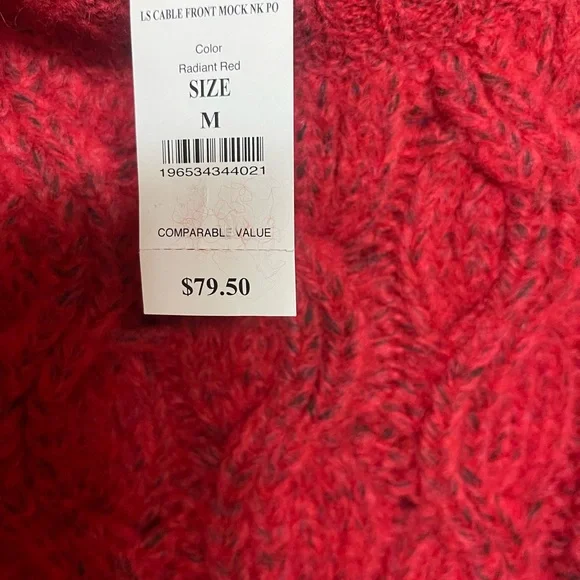 LS CABLE FRONT MOCK NK PO
Color
Radiant Red
SIZE
M
196534344021
COMPARABLE VALUE
$79.50